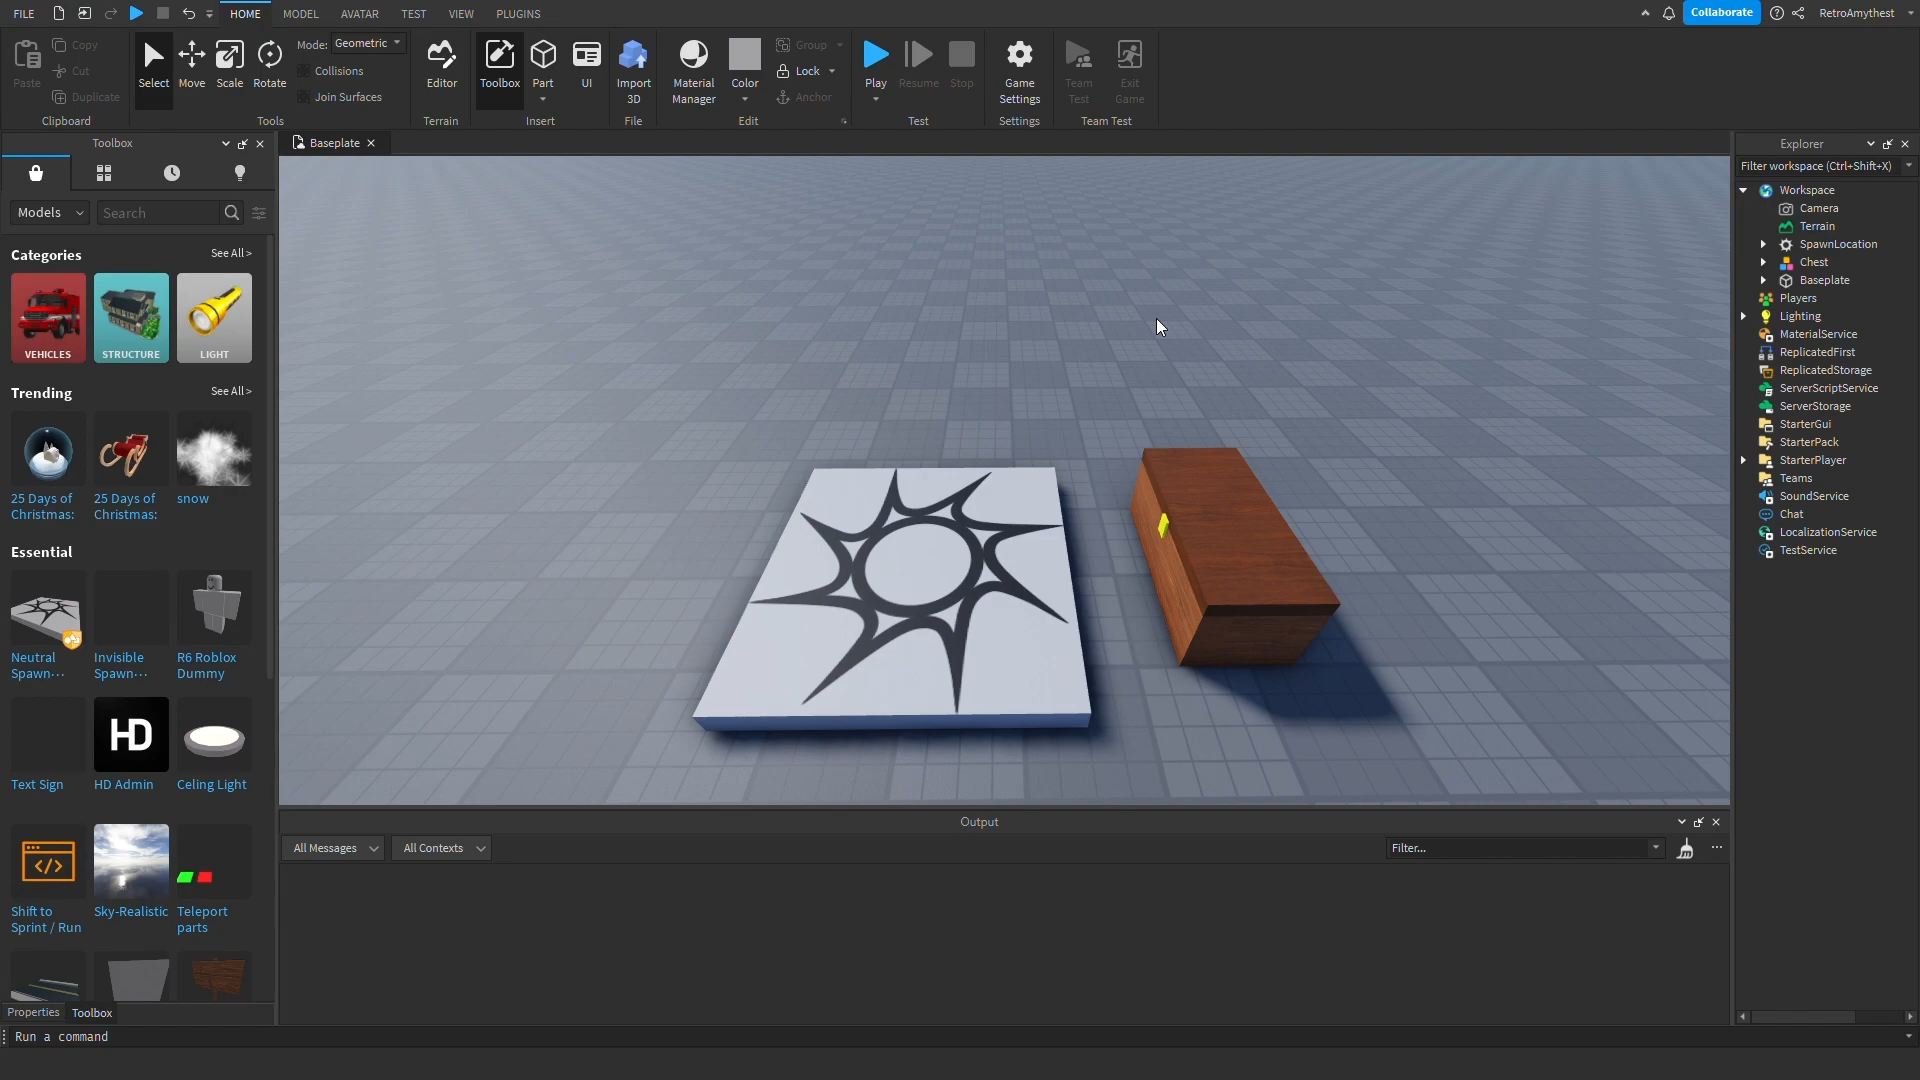 FILE
HOME
MODEL
AVATAR
TEST
VIEW
PLUGINS
Collaborate
RetroAmythest
Paste
Copy
Cut
Duplicate
Clipboard
Select
Move
Scale
Rotate
Mode:
Geometric
Collisions
Join Surfaces
Tools
Editor
Terrain
Toolbox
Part
UI
Insert
Import
3D
File
Material
Manager
Color
Group
Lock
Anchor
Edit
Play
Resume
Stop
Test
Game
Settings
Settings
Team
Test
Exit
Game
Team Test
Toolbox
Models
Search
Categories
See All >
VEHICLES
STRUCTURE
LIGHT
Trending
See All >
25 Days of
Christmas:
25 Days of
Christmas:
snow
Essential
Neutral
Spawn···
Invisible
Spawn···
R6 Roblox
Dummy
Text Sign
HD
HD Admin
Celing Light
Shift to
Sprint / Run
Sky-Realistic
Teleport
parts
Properties
Toolbox
Run a command
Baseplate
Output
All Messages
All Contexts
Filter...
Explorer
Filter workspace (Ctrl+Shift+X)
Workspace
Camera
Terrain
SpawnLocation
Chest
Baseplate
Players
Lighting
MaterialService
ReplicatedFirst
ReplicatedStorage
ServerScriptService
ServerStorage
StarterGui
StarterPack
StarterPlayer
Teams
SoundService
Chat
LocalizationService
TestService